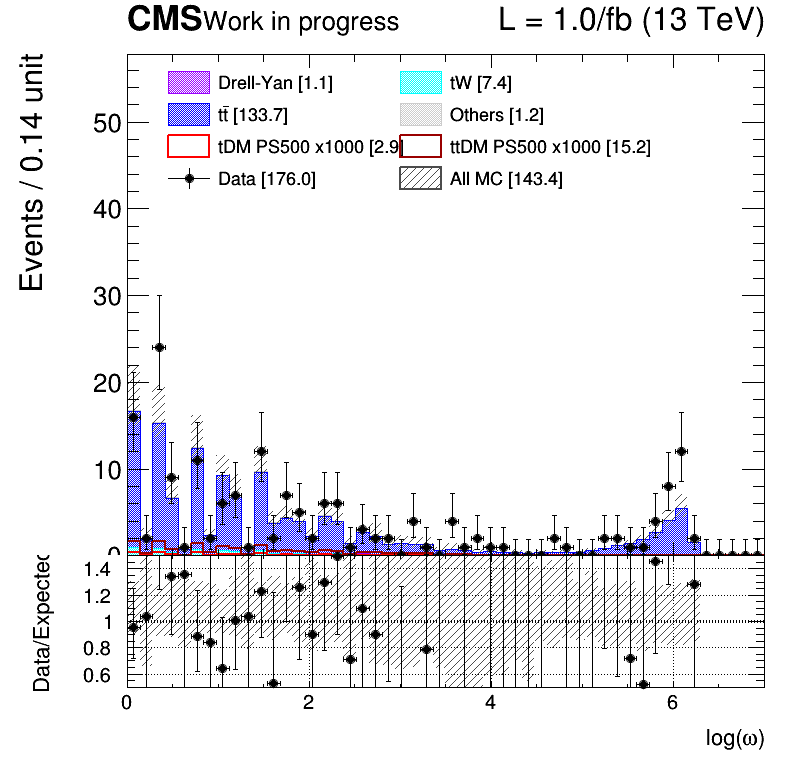 CMS Work in progress L = 1.0/fb (13 TeV)
Drell-Yan [1.1] tW [7.4]
tt̄ [133.7] Others [1.2]
tDM PS500 x1000 [2.9] ttDM PS500 x1000 [15.2]
Data [176.0] All MC [143.4]
Events / 0.14 unit
50
40
30
20
10
0
Data/Expected
1.4
1.2
1
0.8
0.6
0 2 4 6
log(ω)